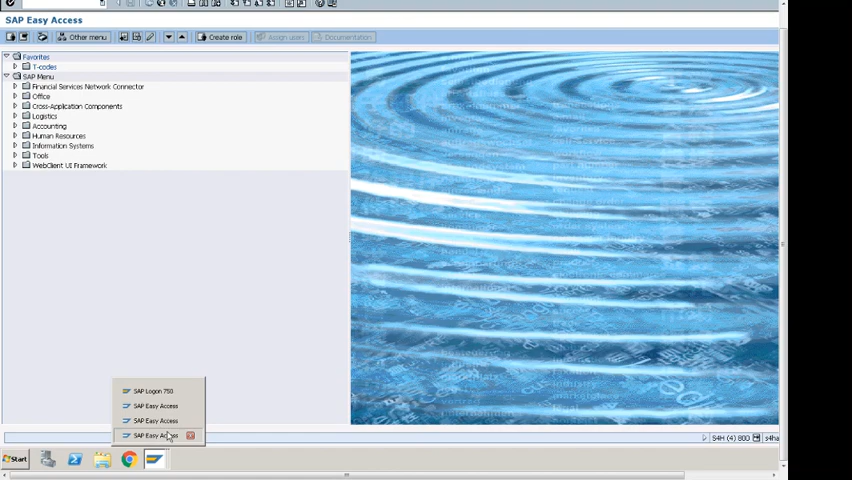 SAP Easy Access
Other menu
Create role
Assign users
Documentation
Favorites
T-codes
SAP Menu
Financial Services Network Connector
Office
Cross-Application Components
Logistics
Accounting
Human Resources
Information Systems
Tools
WebClient UI Framework
SAP Logon 750
SAP Easy Access
SAP Easy Access
SAP Easy Access
S4H (4) 800
s4ha
Start